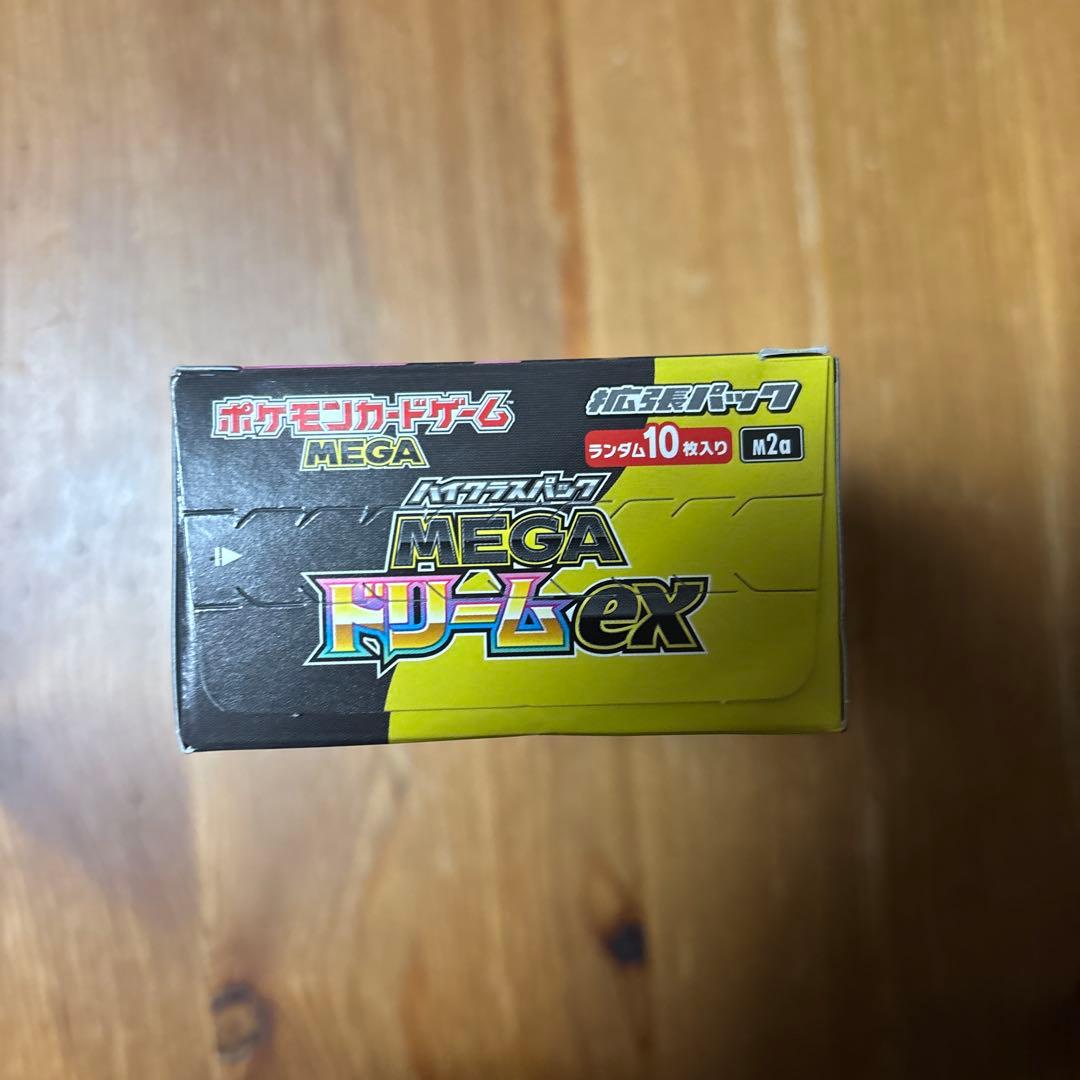 ポケモンカードゲーム™
MEGA
拡張パック
ランダム10枚入り
M2a
ハイクラスパック
MEGA
ドリームex